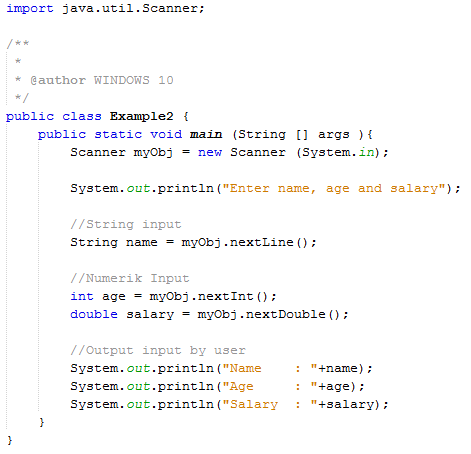 import java.util.Scanner;
/**
 *
 * @author WINDOWS 10
 */
public class Example2 {
    public static void main (String [] args ){
        Scanner myObj = new Scanner (System.in);
        System.out.println("Enter name, age and salary");
        //String input
        String name = myObj.nextLine();
        //Numerik Input
        int age = myObj.nextInt();
        double salary = myObj.nextDouble();
        //Output input by user
        System.out.println("Name    : "+name);
        System.out.println("Age     : "+age);
        System.out.println("Salary  : "+salary);
    }
}